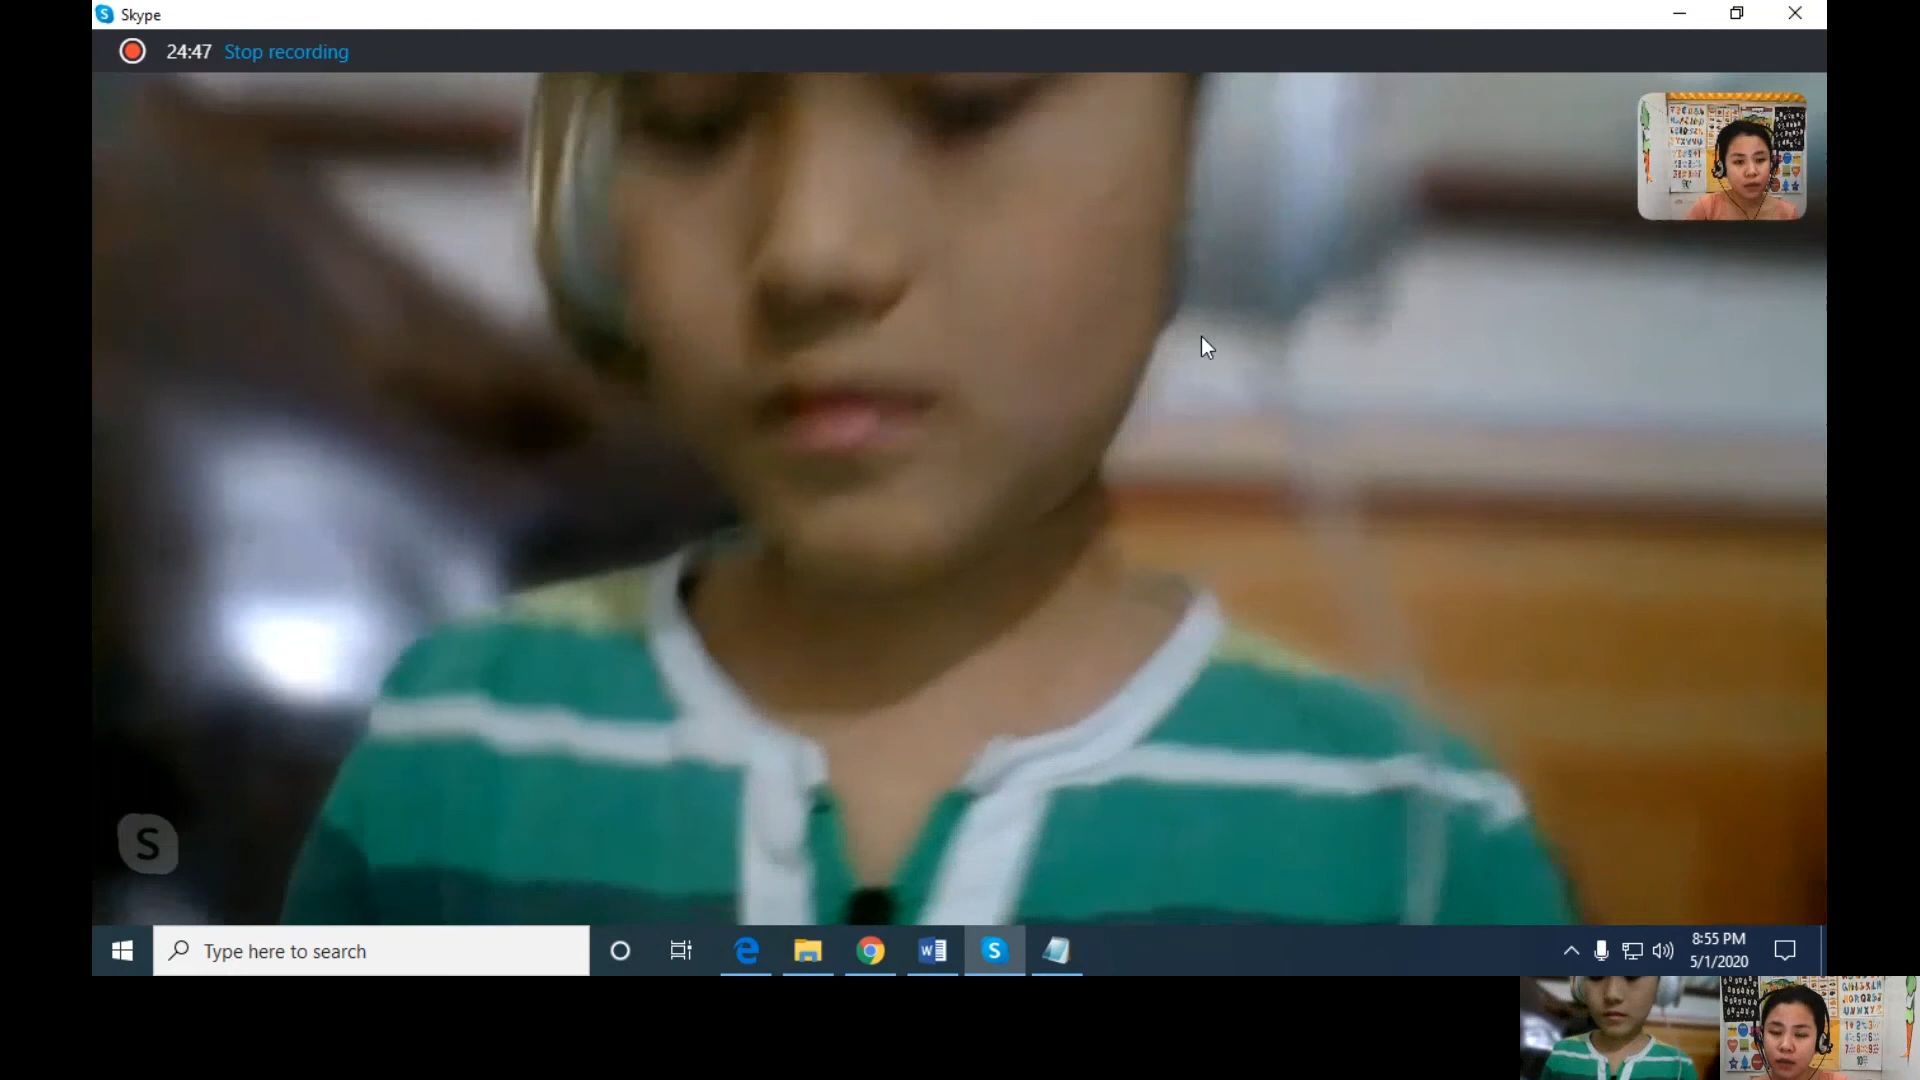 Skype
24:47 Stop recording
S
Type here to search
8:55 PM
5/1/2020